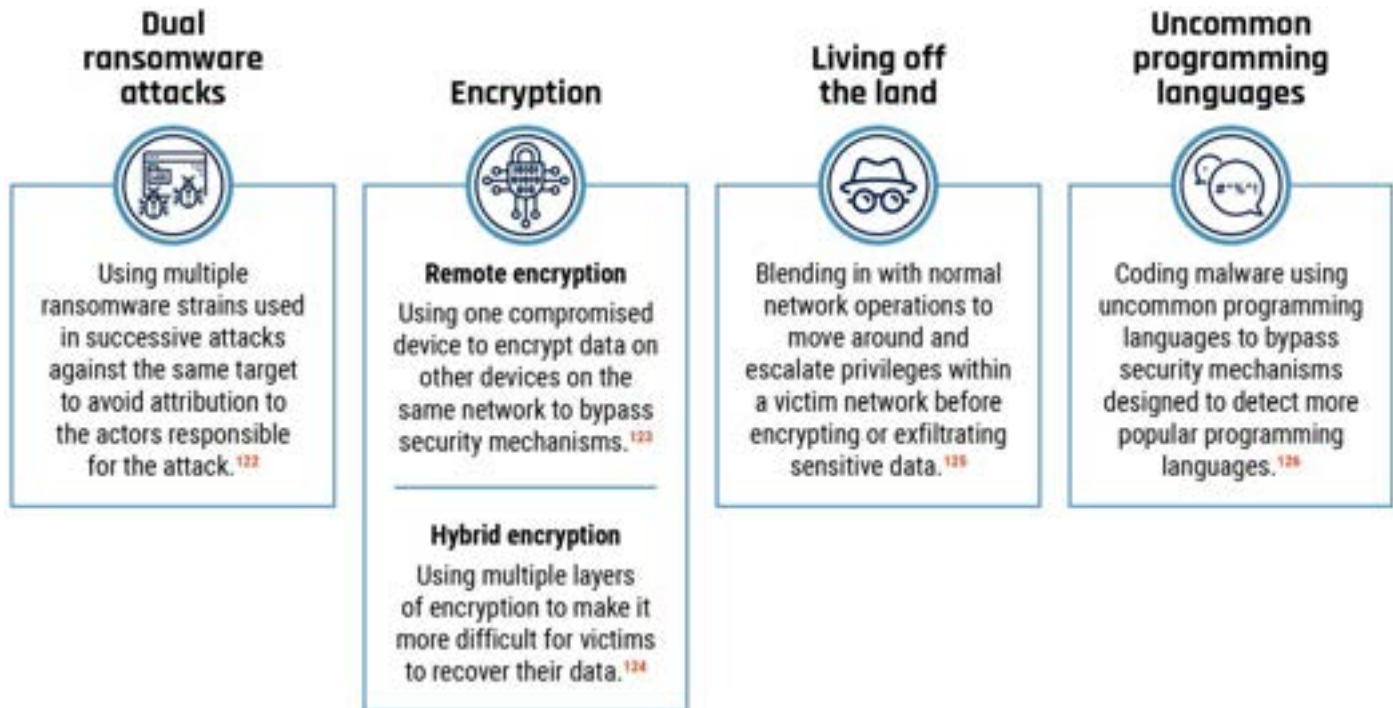 Dual
ransomware
attacks
Using multiple
ransomware strains used
in successive attacks
against the same target
to avoid attribution to
the actors responsible
for the attack.122
Encryption
Remote encryption
Using one compromised
device to encrypt data on
other devices on the
same network to bypass
security mechanisms.123
Hybrid encryption
Using multiple layers
of encryption to make it
more difficult for victims
to recover their data.124
Living off
the land
Blending in with normal
network operations to
move around and
escalate privileges within
a victim network before
encrypting or exfiltrating
sensitive data.125
Uncommon
programming
languages
#*%^!
Coding malware using
uncommon programming
languages to bypass
security mechanisms
designed to detect more
popular programming
languages.126